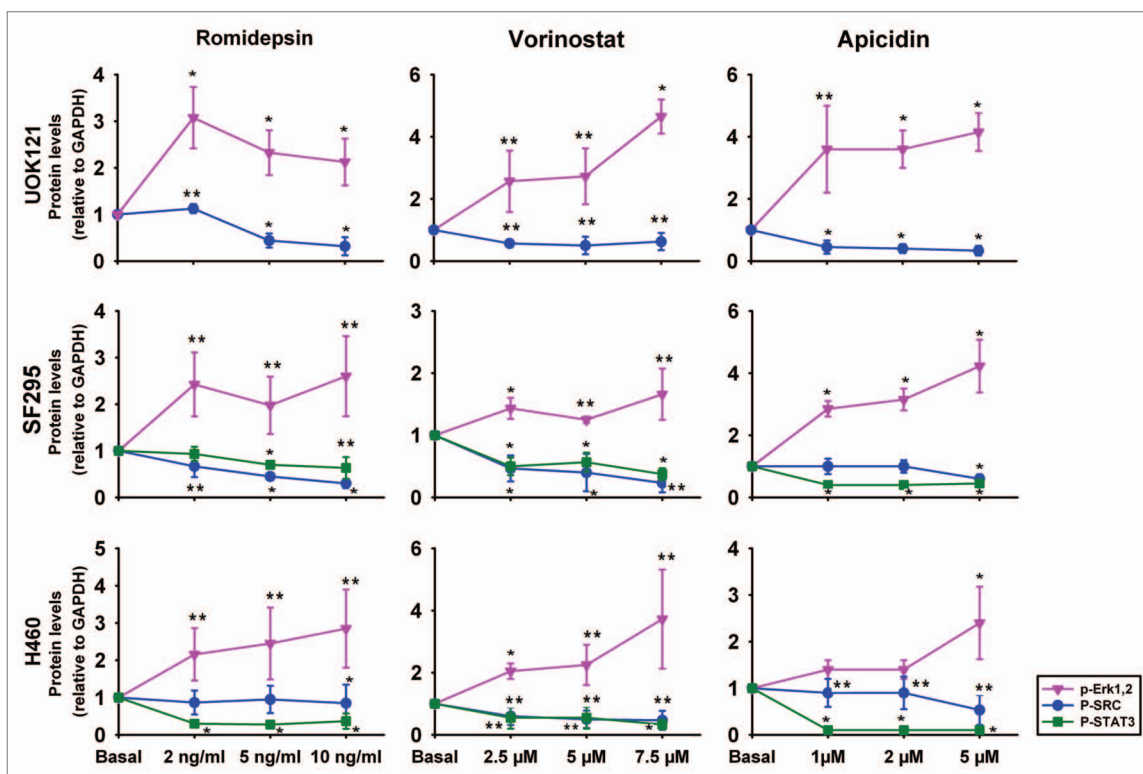 Romidepsin Vorinostat Apicidin
UOK121
Protein levels
(relative to GAPDH)
4
3
2
1
0
* * *
**
* *
6
4
2
0
** ** *
** ** **
6
4
2
0
** * *
* * *
SF295
Protein levels
(relative to GAPDH)
4
3
2
1
0
** ** **
* **
** * *
3
2
1
0
* ** **
* * *
* * **
6
4
2
0
* * *
*
* * *
H460
Protein levels
(relative to GAPDH)
5
4
3
2
1
0
** ** **
*
* * *
6
4
2
0
* ** **
** ** **
** ** *
4
3
2
1
0
*
** ** **
* * *
Basal 2 ng/ml 5 ng/ml 10 ng/ml
Basal 2.5 µM 5 µM 7.5 µM
Basal 1µM 2 µM 5 µM
p-Erk1,2
P-SRC
P-STAT3